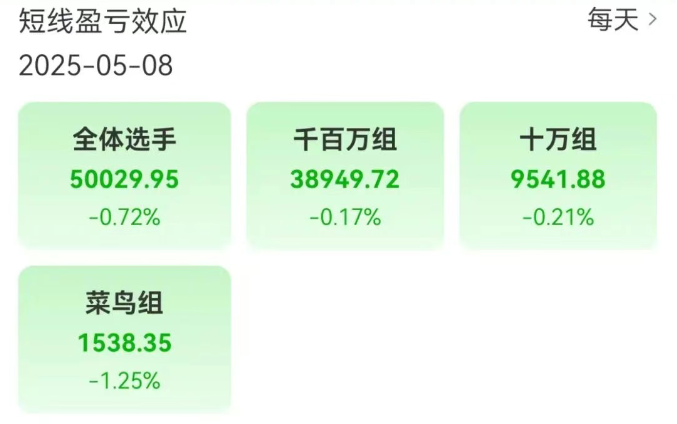 短线盈亏效应
每天 >
2025-05-08
全体选手
50029.95
-0.72%
千百万组
38949.72
-0.17%
十万组
9541.88
-0.21%
菜鸟组
1538.35
-1.25%